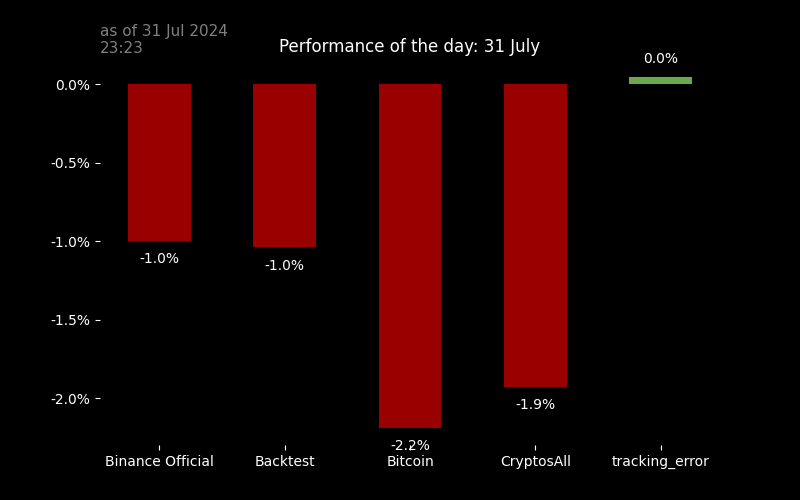 as of 31 Jul 2024
23:23
Performance of the day: 31 July
0.0%
0.0%
-0.5%
-1.0%
-1.0%
-1.0%
-1.5%
-2.0%
-1.9%
-2.2%
Binance Official
Backtest
Bitcoin
CryptosAll
tracking_error